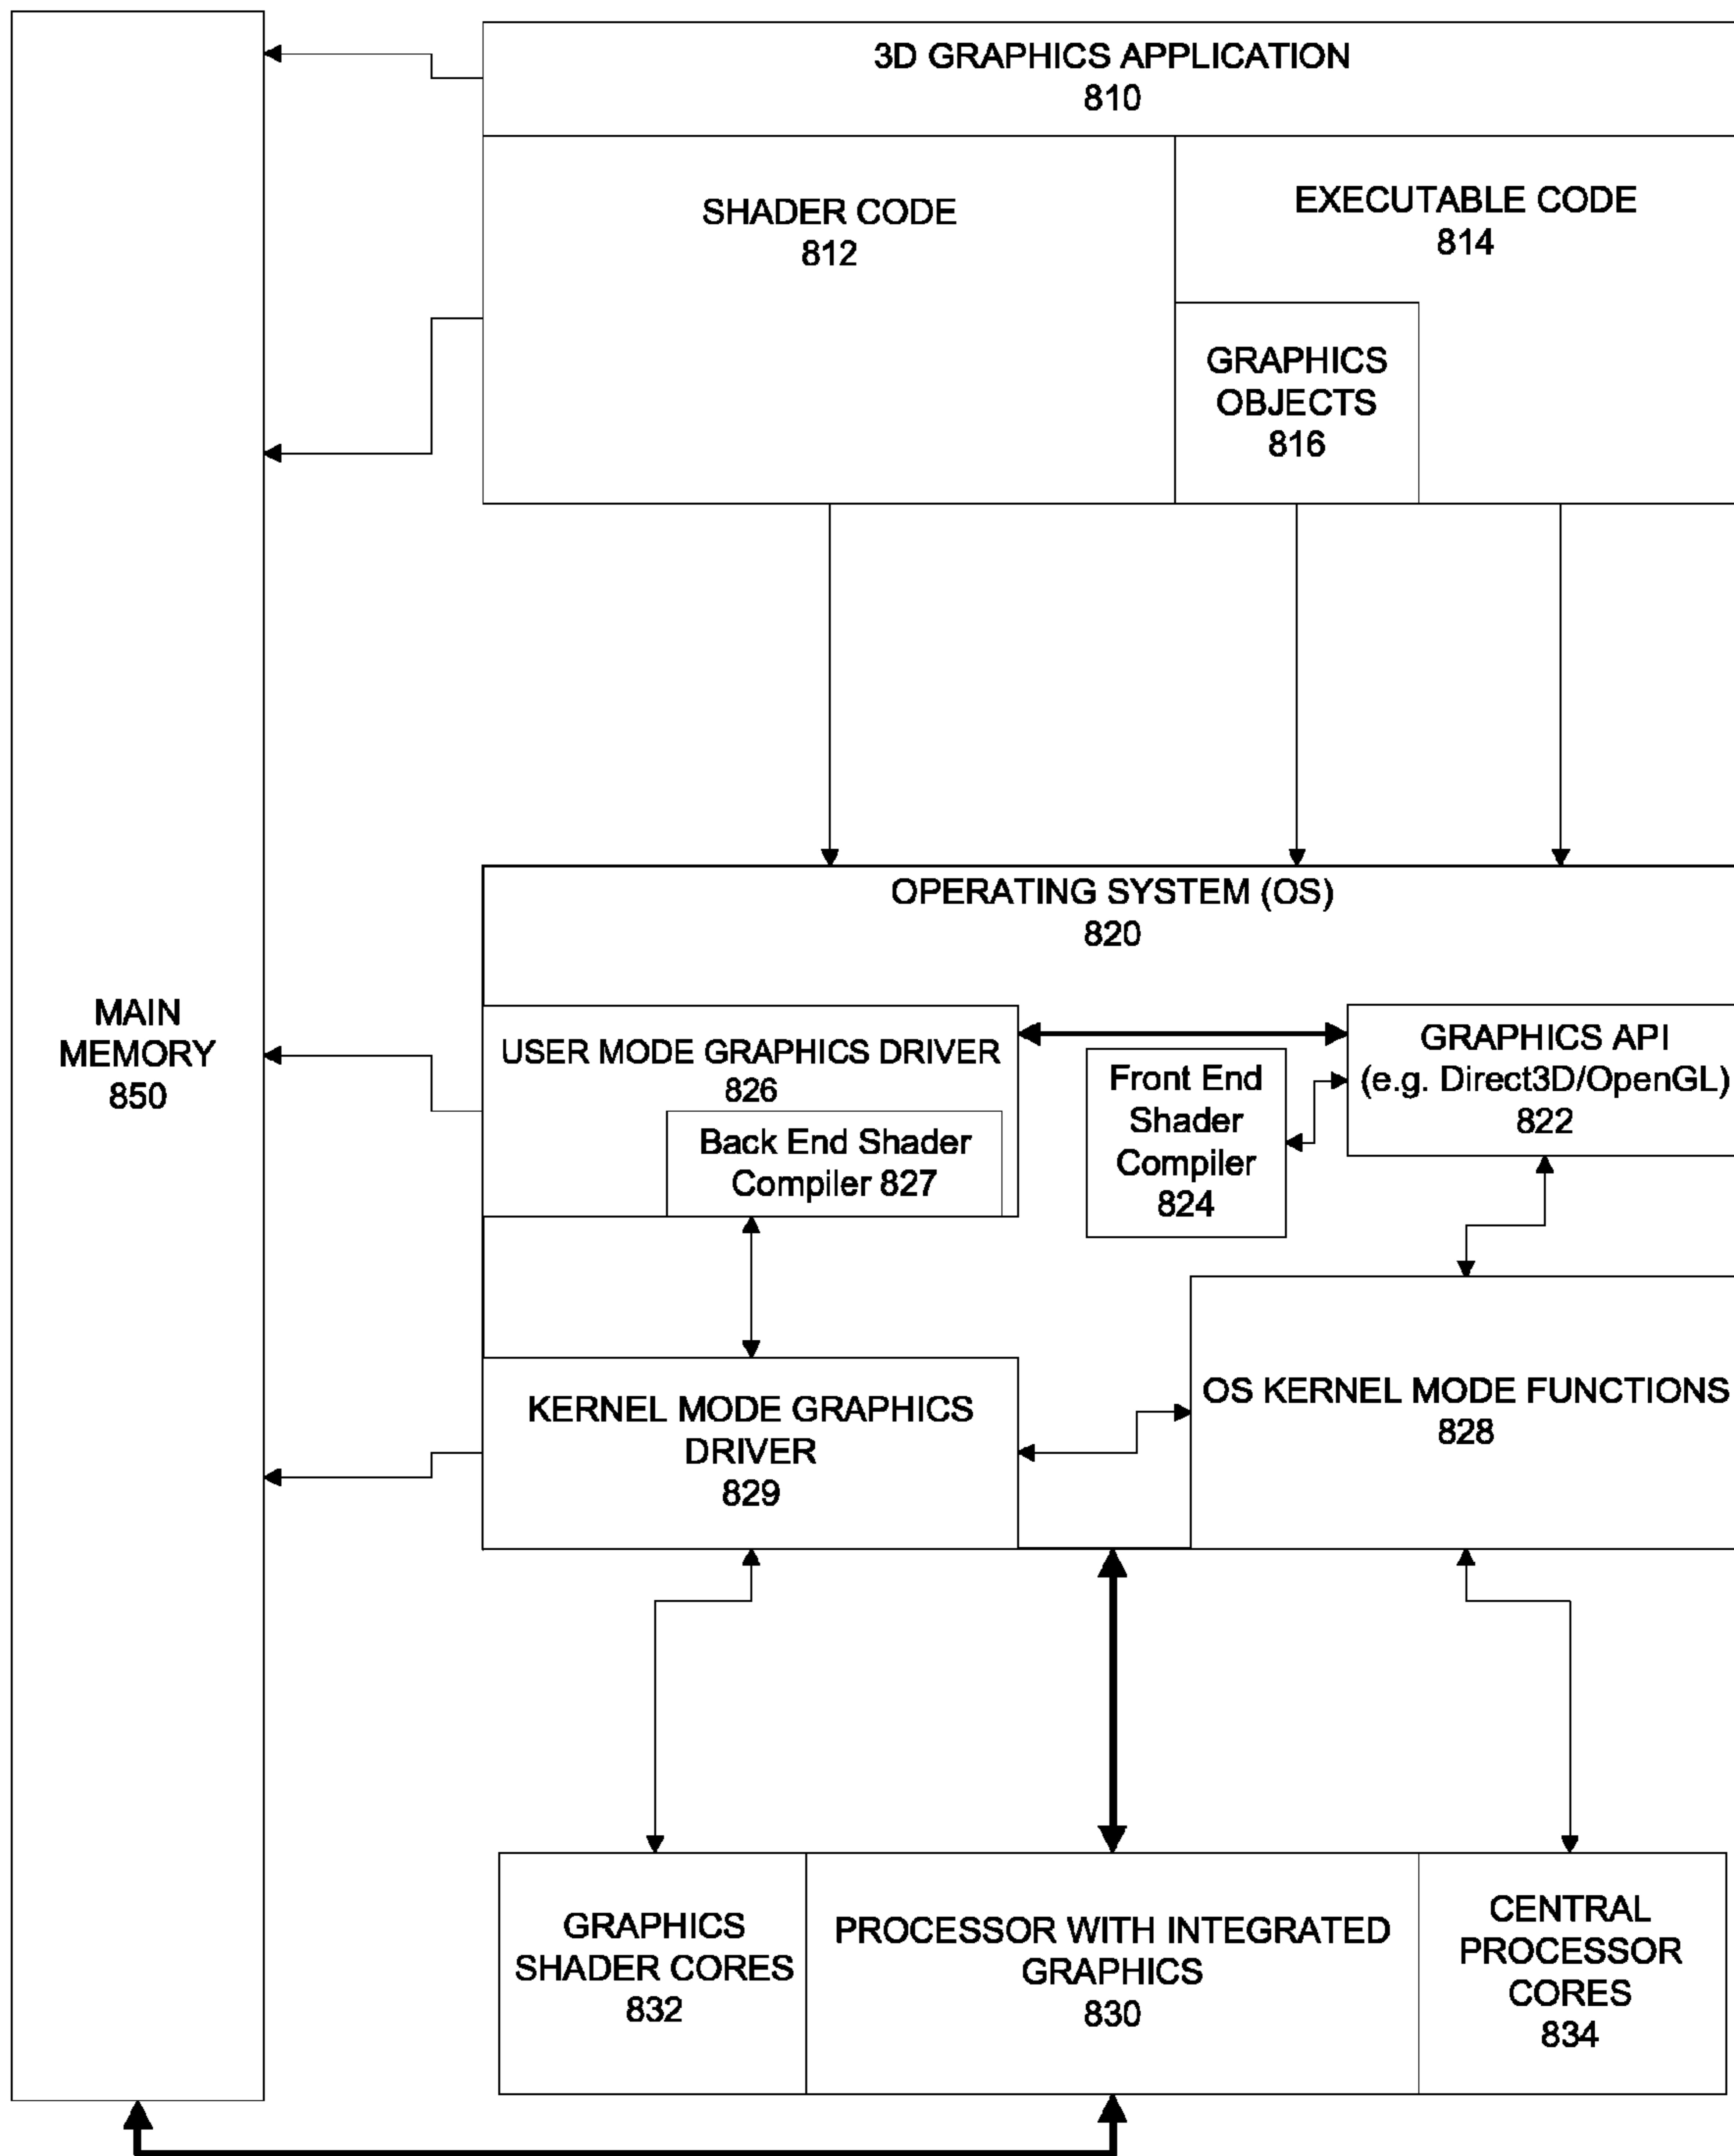 3D GRAPHICS APPLICATION
810
SHADER CODE
812
EXECUTABLE CODE
814
GRAPHICS
OBJECTS
816
OPERATING SYSTEM (OS)
820
MAIN
MEMORY
850
USER MODE GRAPHICS DRIVER
826
Back End Shader
Compiler 827
Front End
Shader
Compiler
824
GRAPHICS API
(e.g. Direct3D/OpenGL)
822
KERNEL MODE GRAPHICS
DRIVER
829
OS KERNEL MODE FUNCTIONS
828
GRAPHICS
SHADER CORES
832
PROCESSOR WITH INTEGRATED
GRAPHICS
830
CENTRAL
PROCESSOR
CORES
834